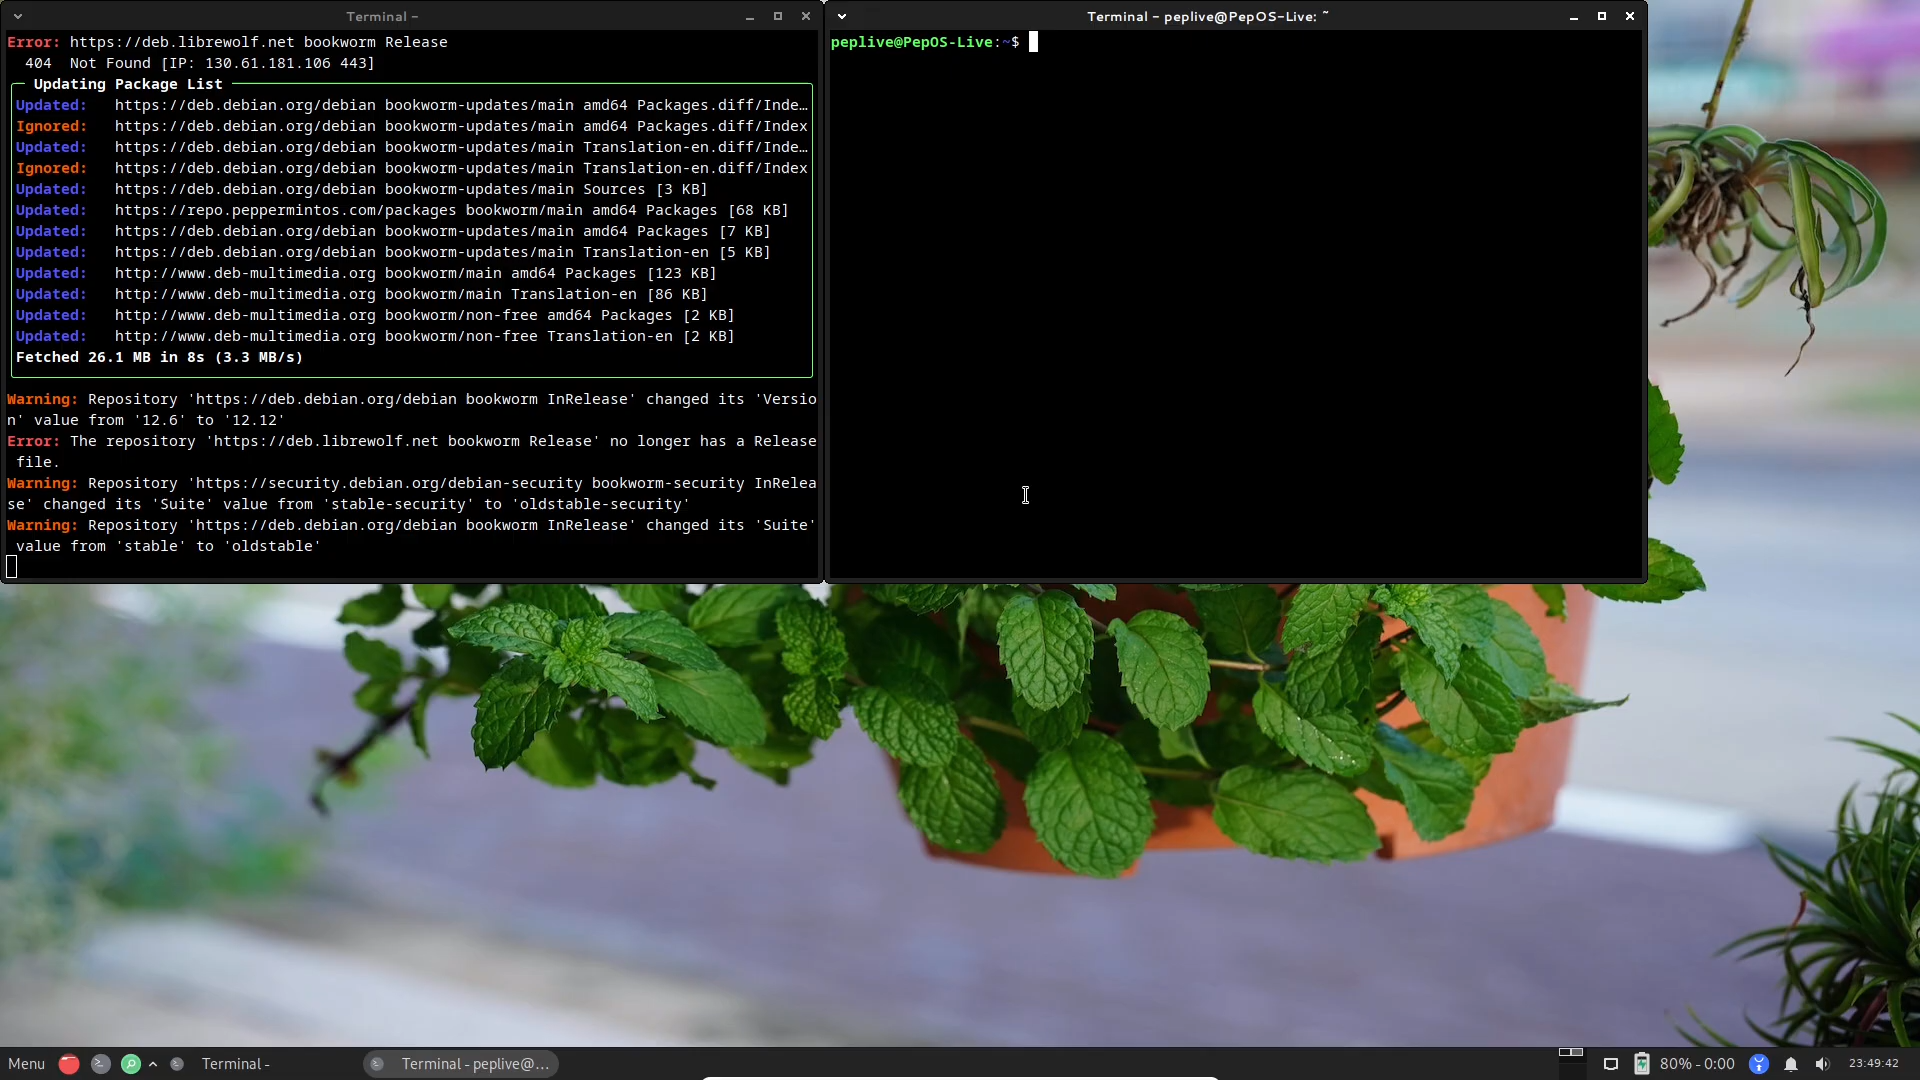 Terminal -
Error: https://deb.librewolf.net bookworm Release
404  Not Found [IP: 130.61.181.106 443]
Updating Package List
Updated:   https://deb.debian.org/debian bookworm-updates/main amd64 Packages.diff/Inde…
Ignored:   https://deb.debian.org/debian bookworm-updates/main amd64 Packages.diff/Index
Updated:   https://deb.debian.org/debian bookworm-updates/main Translation-en.diff/Inde…
Ignored:   https://deb.debian.org/debian bookworm-updates/main Translation-en.diff/Index
Updated:   https://deb.debian.org/debian bookworm-updates/main Sources [3 KB]
Updated:   https://repo.peppermintos.com/packages bookworm/main amd64 Packages [68 KB]
Updated:   https://deb.debian.org/debian bookworm-updates/main amd64 Packages [7 KB]
Updated:   https://deb.debian.org/debian bookworm-updates/main Translation-en [5 KB]
Updated:   http://www.deb-multimedia.org bookworm/main amd64 Packages [123 KB]
Updated:   http://www.deb-multimedia.org bookworm/main Translation-en [86 KB]
Updated:   http://www.deb-multimedia.org bookworm/non-free amd64 Packages [2 KB]
Updated:   http://www.deb-multimedia.org bookworm/non-free Translation-en [2 KB]
Fetched 26.1 MB in 8s (3.3 MB/s)
Warning: Repository 'https://deb.debian.org/debian bookworm InRelease' changed its 'Versio
n' value from '12.6' to '12.12'
Error: The repository 'https://deb.librewolf.net bookworm Release' no longer has a Release
file.
Warning: Repository 'https://security.debian.org/debian-security bookworm-security InRelea
se' changed its 'Suite' value from 'stable-security' to 'oldstable-security'
Warning: Repository 'https://deb.debian.org/debian bookworm InRelease' changed its 'Suite'
value from 'stable' to 'oldstable'
Terminal - peplive@PepOS-Live: ~
peplive@PepOS-Live:~$
Menu
Terminal -
Terminal - peplive@...
80% - 0:00
23:49:42